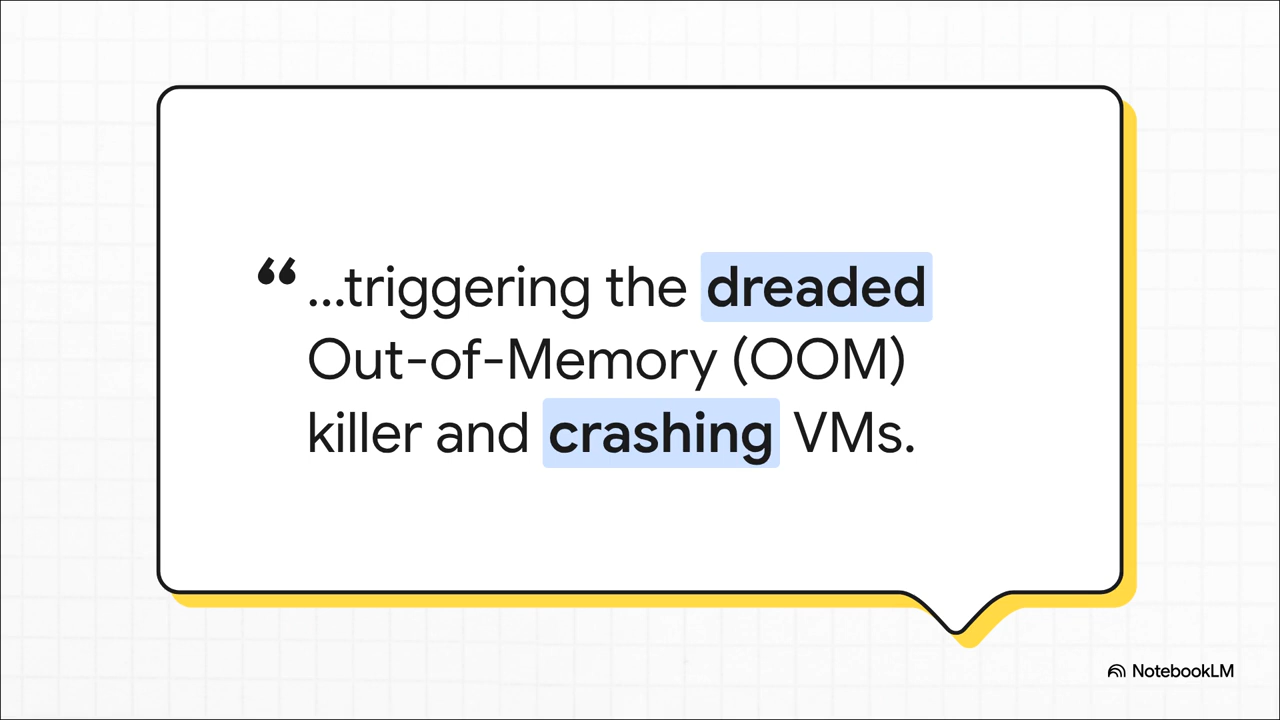 “ ...triggering the dreaded
Out-of-Memory (OOM)
killer and crashing VMs.
NotebookLM